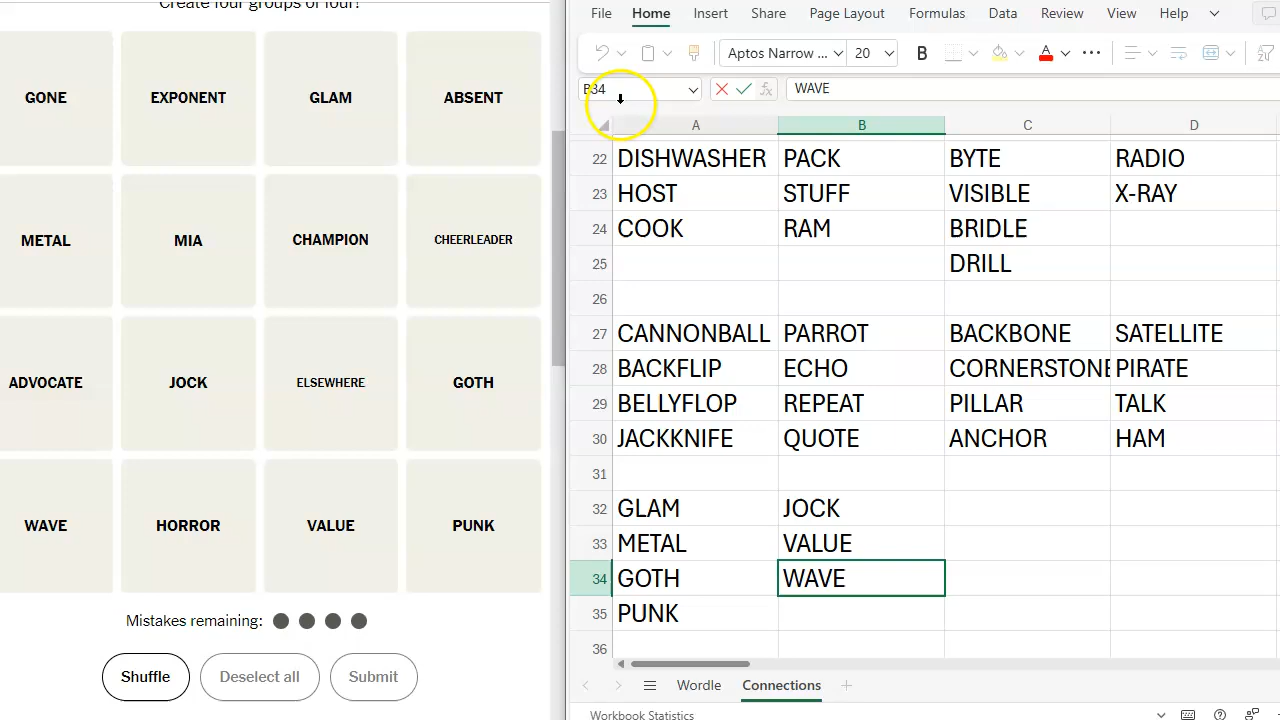 Create four groups of four!
GONE EXPONENT GLAM ABSENT
METAL MIA CHAMPION CHEERLEADER
ADVOCATE JOCK ELSEWHERE GOTH
WAVE HORROR VALUE PUNK
Mistakes remaining:
Shuffle Deselect all Submit
File Home Insert Share Page Layout Formulas Data Review View Help
Aptos Narrow ... 20 B A
B34 fx WAVE
A B C D
22 DISHWASHER PACK BYTE RADIO
23 HOST STUFF VISIBLE X-RAY
24 COOK RAM BRIDLE
25 DRILL
26
27 CANNONBALL PARROT BACKBONE SATELLITE
28 BACKFLIP ECHO CORNERSTONE PIRATE
29 BELLYFLOP REPEAT PILLAR TALK
30 JACKKNIFE QUOTE ANCHOR HAM
31
32 GLAM JOCK
33 METAL VALUE
34 GOTH WAVE
35 PUNK
36
Wordle Connections
Workbook Statistics